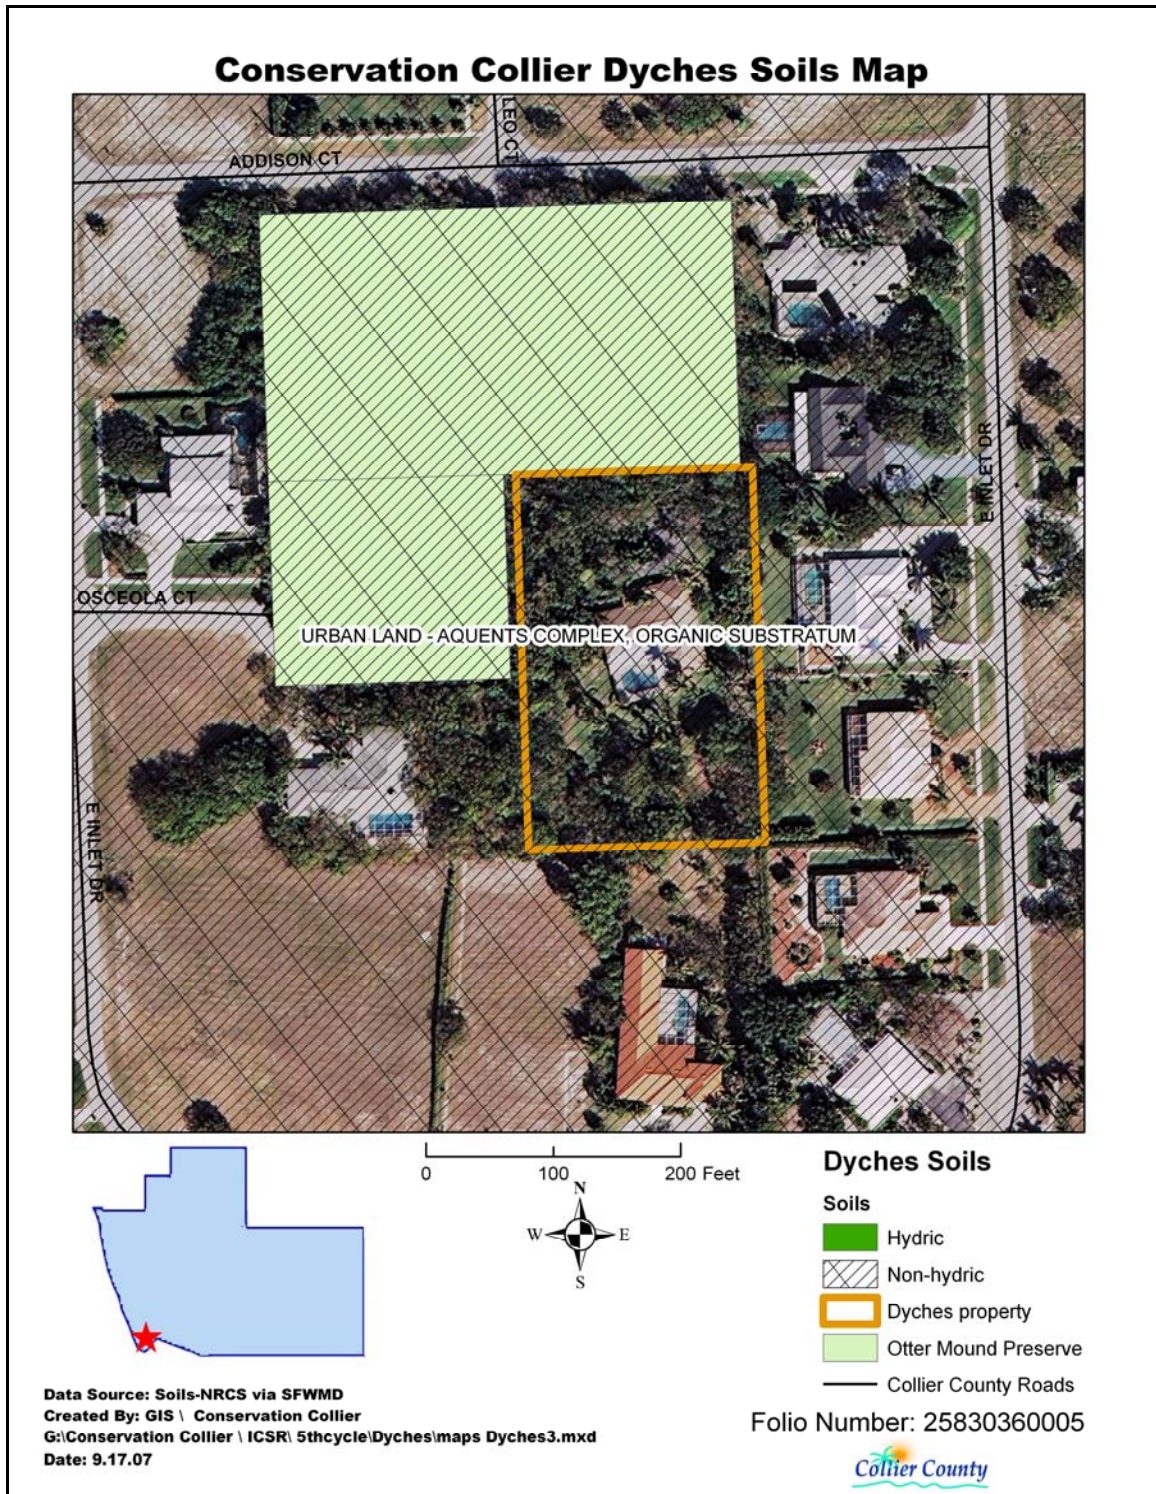 Conservation Collier Dyches Soils Map
LEO CT
ADDISON CT
E INLET DR
OSCEOLA CT
URBAN LAND - AQUENTS COMPLEX, ORGANIC SUBSTRATUM
E INLET DR
0 100 200 Feet
N
W E
S
Dyches Soils
Soils
Hydric
Non-hydric
Dyches property
Otter Mound Preserve
Collier County Roads
Folio Number: 25830360005
Collier County
Data Source: Soils-NRCS via SFWMD
Created By: GIS \ Conservation Collier
G:\Conservation Collier \ ICSR\ 5thcycle\Dyches\maps Dyches3.mxd
Date: 9.17.07